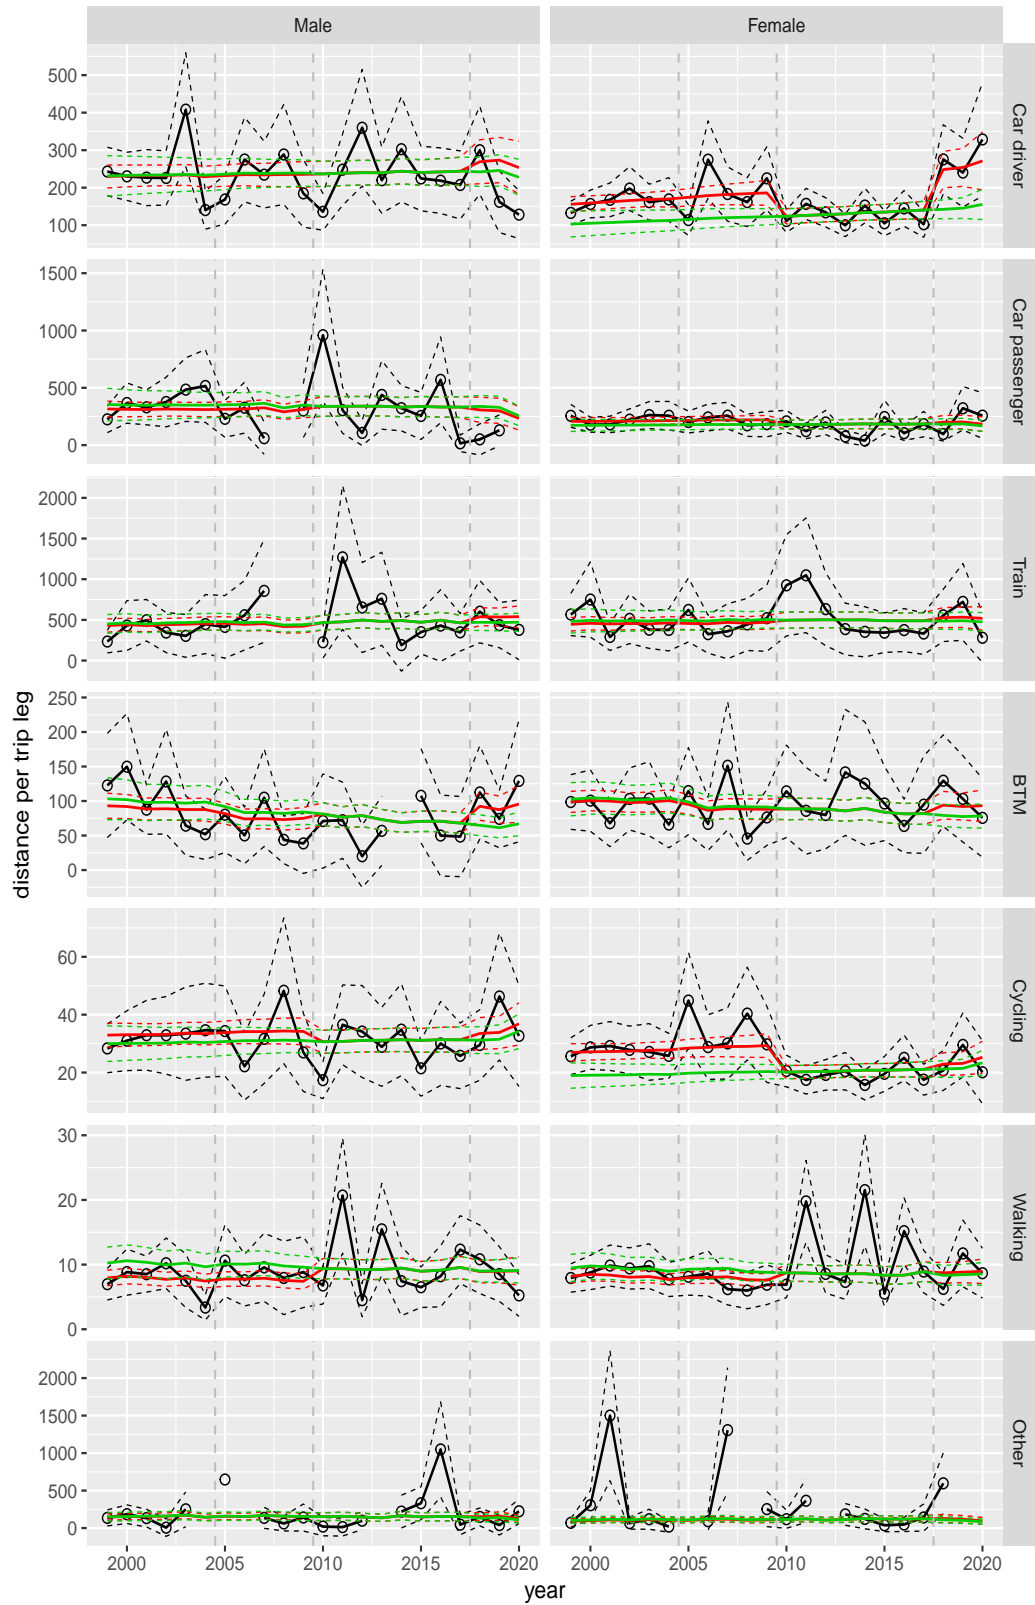 Male Female
500
400
300
200
100
Car driver
1500
1000
500
0
Car passenger
2000
1500
1000
500
0
Train
250
200
150
100
50
0
BTM
60
40
20
Cycling
30
20
10
0
Walking
2000
1500
1000
500
0
Other
2000 2005 2010 2015 2020 2000 2005 2010 2015 2020
year
distance per trip leg